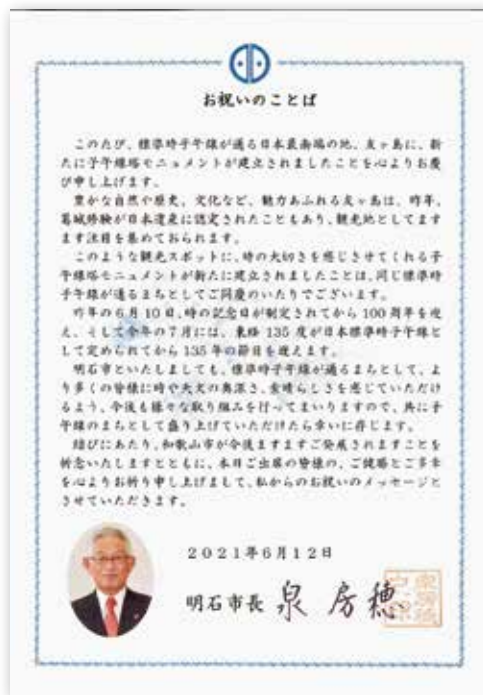 お祝いのことば
このたび、標準時子午線が通る日本最南端の地、友ヶ島に、新
たに子午線塔モニュメントが建立されましたことを心よりお慶
び申し上げます。
豊かな自然や歴史、文化など、魅力あふれる友ヶ島は、昨年、
葛城修験が日本遺産に認定されたこともあり、観光地としてます
ます注目を集めておられます。
このような観光スポットに、時の大切さを感じさせてくれる子
午線塔モニュメントが新たに建立されましたことは、同じ標準時
子午線が通るまちとしてご同慶のいたりでございます。
昨年の6月10日、時の記念日が制定されてから100周年を迎
え、そして今年の7月には、東経135度が日本標準時子午線と
して定められてから135年の節目を迎えます。
明石市といたしましても、標準時子午線が通るまちとして、よ
り多くの皆様に時や天文の奥深さ、素晴らしさを感じていただけ
るよう、今後も様々な取り組みを行ってまいりますので、共に子
午線のまちとして盛り上げていただけたら幸いに存じます。
結びにあたり、和歌山市が今後ますますご発展されますことを
祈念いたしますとともに、本日ご出席の皆様の、ご健勝とご多幸
を心よりお祈り申し上げまして、私からのお祝いのメッセージと
させていただきます。
2021年6月12日
明石市長 泉 房穂